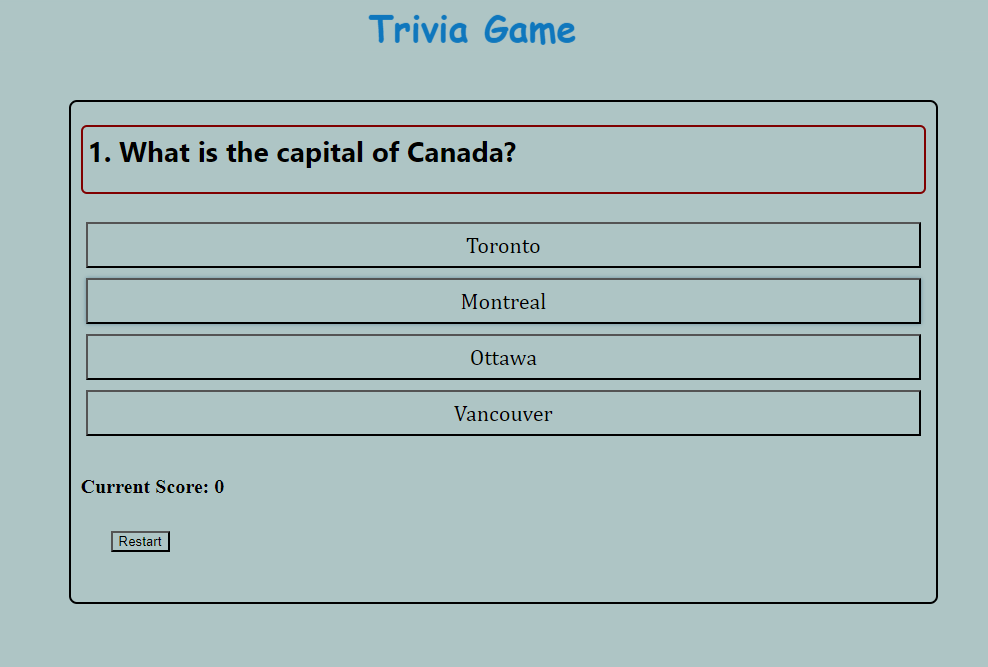 Trivia Game
1. What is the capital of Canada?
Toronto
Montreal
Ottawa
Vancouver
Current Score: 0
Restart